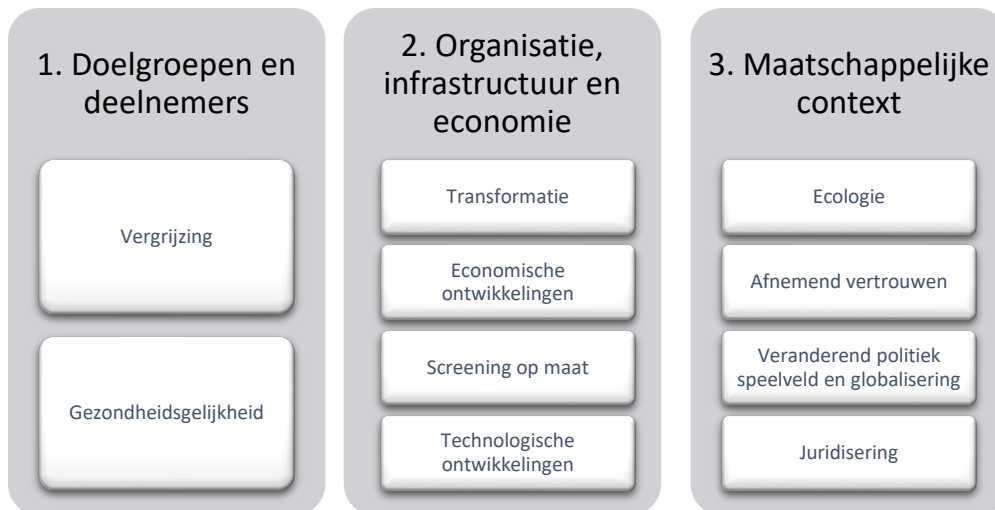 1. Doelgroepen en
deelnemers
Vergrijzing
Gezondheidsgelijkheid
2. Organisatie,
infrastructuur en
economie
Transformatie
Economische
ontwikkelingen
Screening op maat
Technologische
ontwikkelingen
3. Maatschappelijke
context
Ecologie
Afnemend vertrouwen
Veranderend politiek
speelveld en globalisering
Juridisering